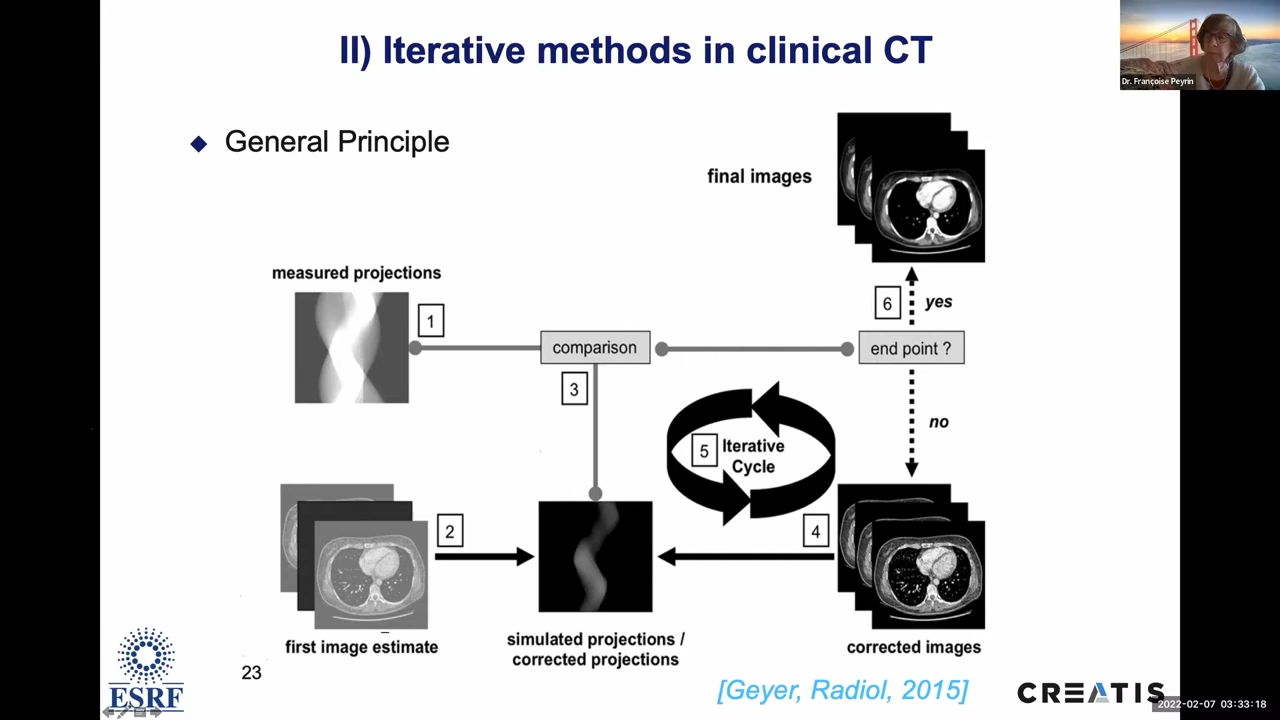 II) Iterative methods in clinical CT
Dr. Françoise Peyrin
◆ General Principle
final images
measured projections
1
6
yes
comparison
end point ?
3
no
5
Iterative
Cycle
2
4
first image estimate
simulated projections /
corrected projections
corrected images
23
ESRF
[Geyer, Radiol, 2015]
CREATIS
2022-02-07 03:33:18